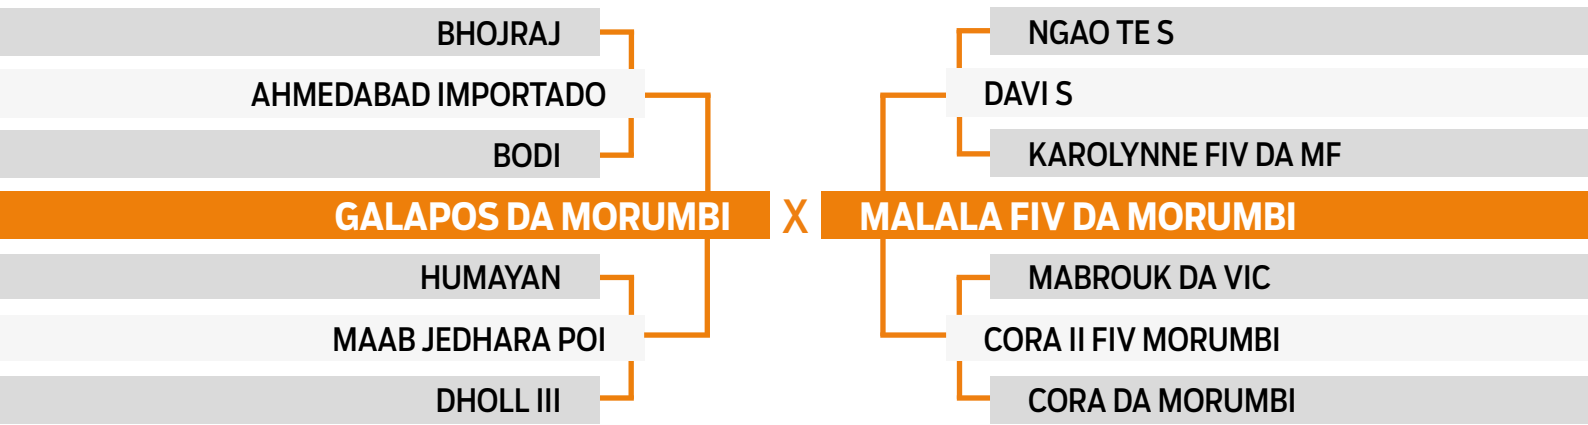 BHOJRAJ
AHMEDABAD IMPORTADO
BODI
GALAPOS DA MORUMBI
HUMAYAN
MAAB JEDHARA POI
DHOLL III
X
NGAO TE S
DAVI S
KAROLYNNE FIV DA MF
MALALA FIV DA MORUMBI
MABROUK DA VIC
CORA II FIV MORUMBI
CORA DA MORUMBI